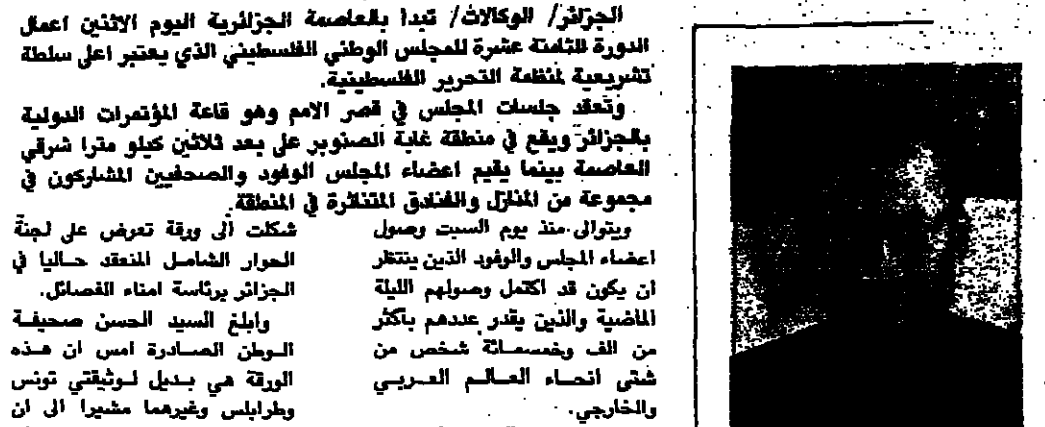 الجزائر/ الوكالات/ تبدا بالعاصمة الجزائرية اليوم الاثنين اعمال
الدورة الثامنة عشرة للمجلس الوطني الفلسطيني الذي يعتبر اعلى سلطة
تشريعية لمنظمة التحرير الفلسطينية.
وتعقد جلسات المجلس في قصر الامم وهو قاعة المؤتمرات الدولية
بالجزائر ويقع في منطقة غابة الصنوبر على بعد ثلاثين كيلو مترا شرقي
العاصمة بينما يقيم اعضاء المجلس الوفود والصحفيين المشاركون في
مجموعة من المنازل والفنادق المتناثرة في المنطقة.
ويتوالى منذ يوم السبت وصول
اعضاء المجلس والوفود الذين ينتظر
ان يكون قد اكتمل وصولهم الليلة
الماضية والذين يقدر عددهم بأكثر
من الف وخمسمائة شخص من
شتى انحاء العالم العربي
والخارجي.
شكلت الى ورقة تعرض على لجنة
الحوار الشامل المنعقد حاليا في
الجزائر برئاسة امناء الفصائل.
وابلغ السيد الحسن صحيفة
الوطن الصادرة امس ان هذه
الورقة هي بديل لوثيقتي تونس
وطرابلس وغيرهما مشيرا الى ان